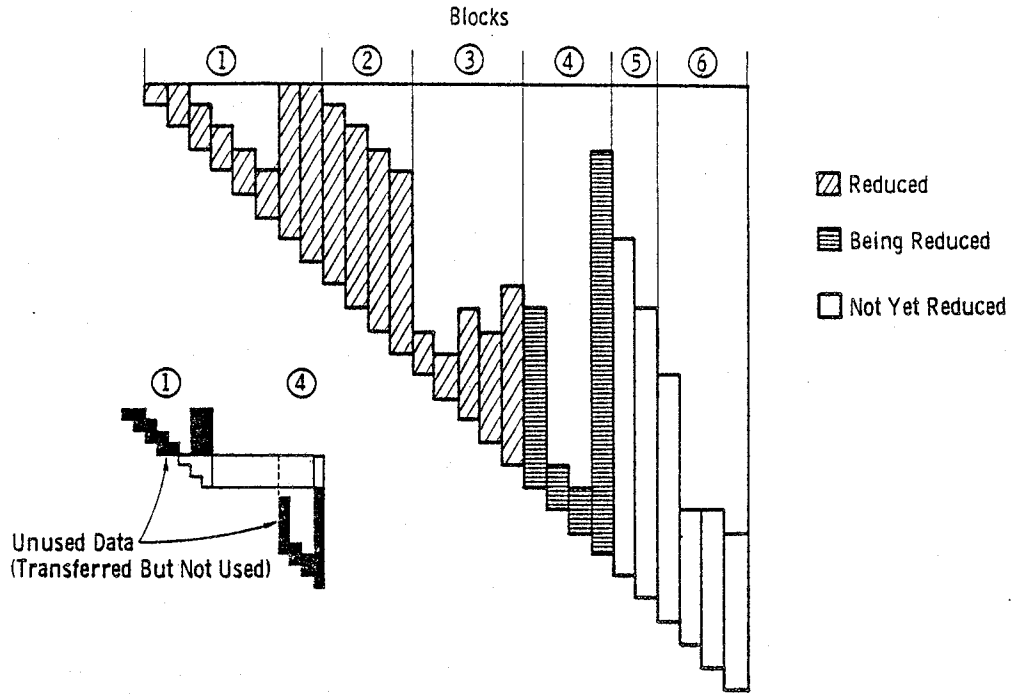 Blocks
① ② ③ ④ ⑤ ⑥
Reduced
Being Reduced
Not Yet Reduced
① ④
Unused Data
(Transferred But Not Used)